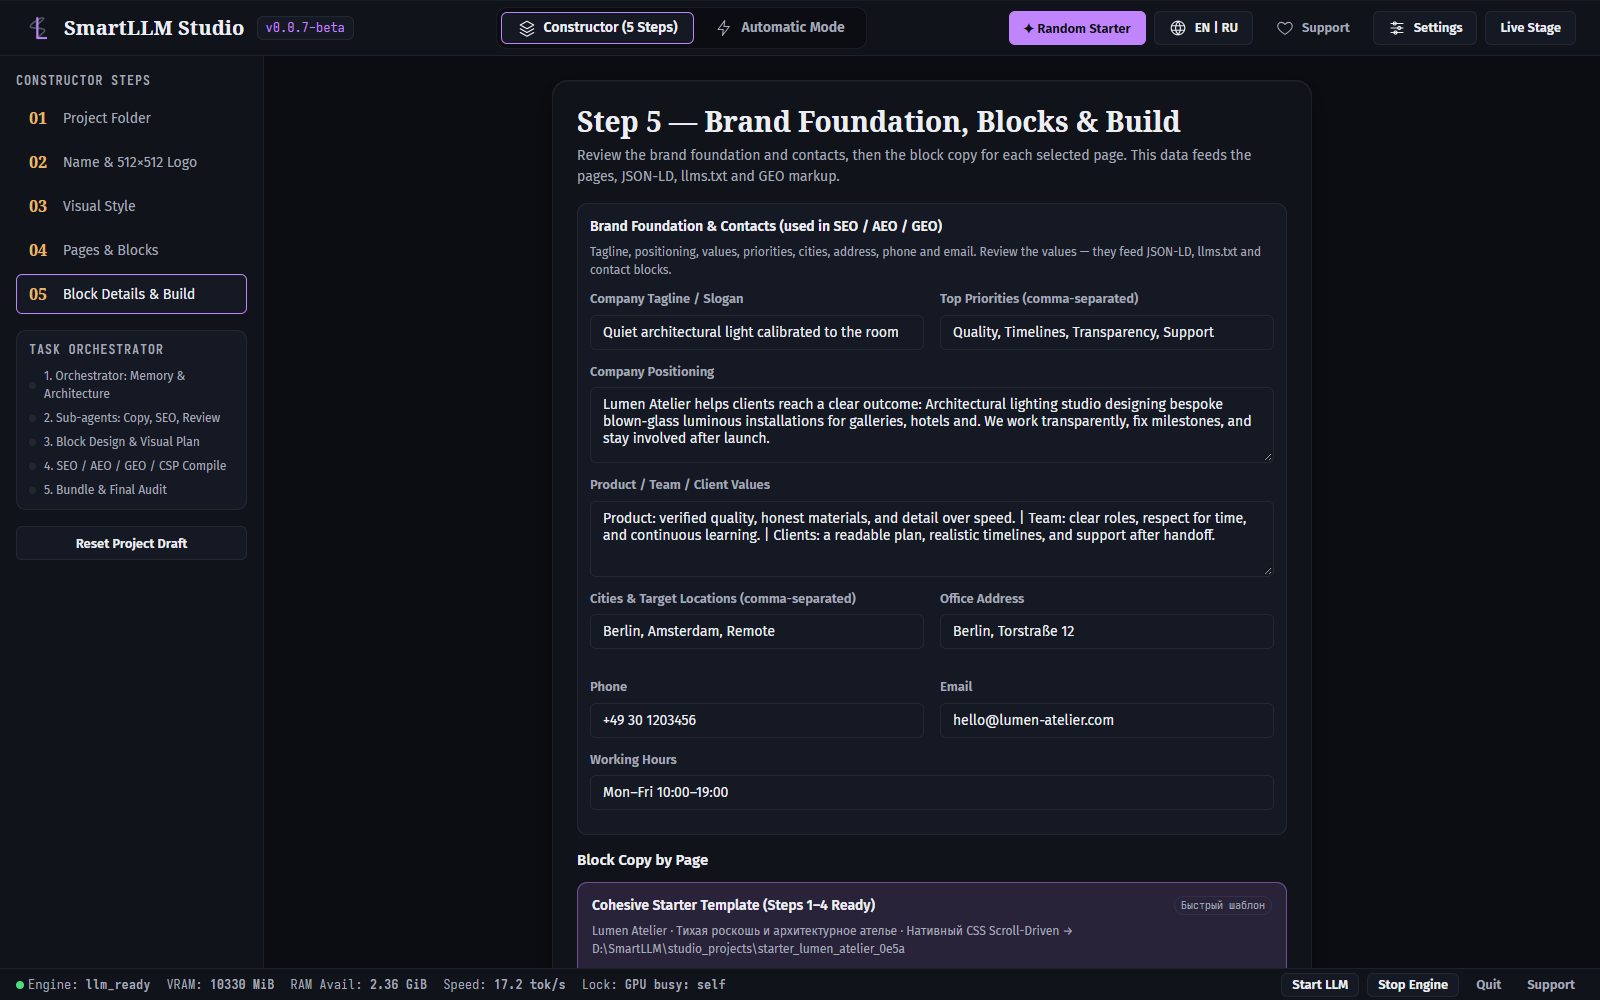 SmartLLM Studio v0.0.7-beta
Constructor (5 Steps)
Automatic Mode
✦ Random Starter
EN | RU
Support
Settings
Live Stage
CONSTRUCTOR STEPS
01 Project Folder
02 Name & 512×512 Logo
03 Visual Style
04 Pages & Blocks
05 Block Details & Build
TASK ORCHESTRATOR
1. Orchestrator: Memory &
Architecture
2. Sub-agents: Copy, SEO, Review
3. Block Design & Visual Plan
4. SEO / AEO / GEO / CSP Compile
5. Bundle & Final Audit
Reset Project Draft
Step 5 — Brand Foundation, Blocks & Build
Review the brand foundation and contacts, then the block copy for each selected page. This data feeds the
pages, JSON-LD, llms.txt and GEO markup.
Brand Foundation & Contacts (used in SEO / AEO / GEO)
Tagline, positioning, values, priorities, cities, address, phone and email. Review the values — they feed JSON-LD, llms.txt and
contact blocks.
Company Tagline / Slogan
Quiet architectural light calibrated to the room
Top Priorities (comma-separated)
Quality, Timelines, Transparency, Support
Company Positioning
Lumen Atelier helps clients reach a clear outcome: Architectural lighting studio designing bespoke
blown-glass luminous installations for galleries, hotels and. We work transparently, fix milestones, and
stay involved after launch.
Product / Team / Client Values
Product: verified quality, honest materials, and detail over speed. | Team: clear roles, respect for time,
and continuous learning. | Clients: a readable plan, realistic timelines, and support after handoff.
Cities & Target Locations (comma-separated)
Berlin, Amsterdam, Remote
Office Address
Berlin, Torstraße 12
Phone
+49 30 1203456
Email
hello@lumen-atelier.com
Working Hours
Mon–Fri 10:00–19:00
Block Copy by Page
Cohesive Starter Template (Steps 1–4 Ready)
Быстрый шаблон
Lumen Atelier · Тихая роскошь и архитектурное ателье · Нативный CSS Scroll-Driven →
D:\SmartLLM\studio_projects\starter_lumen_atelier_0e5a
Engine: llm_ready VRAM: 10330 MiB RAM Avail: 2.36 GiB Speed: 17.2 tok/s Lock: GPU busy: self
Start LLM
Stop Engine
Quit
Support